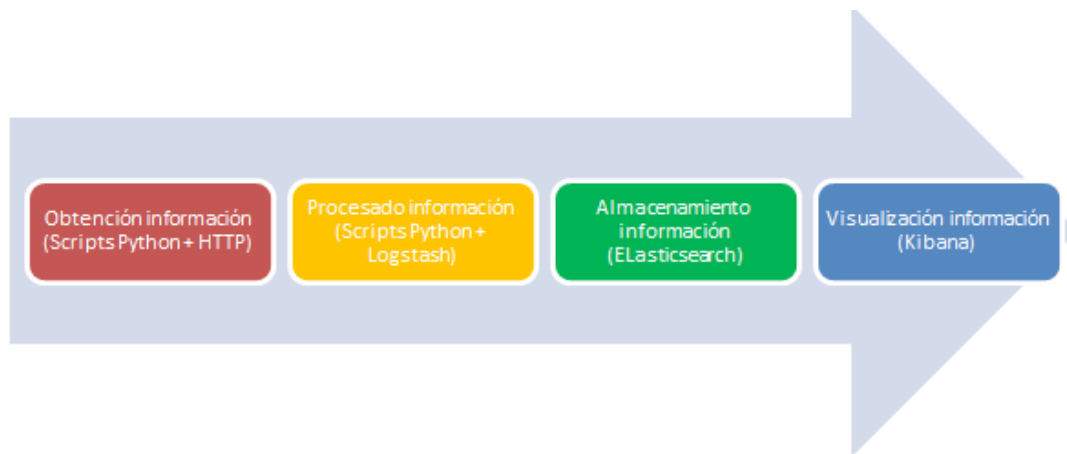 Obtención información
(Scripts Python + HTTP)
Procesado información
(Scripts Python +
Logstash)
Almacenamiento
información
(ELasticsearch)
Visualización información
(Kibana)